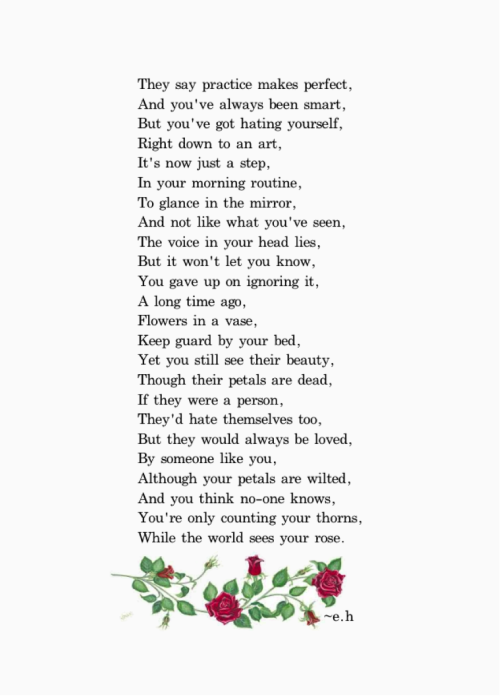 They say practice makes perfect,
And you've always been smart,
But you've got hating yourself,
Right down to an art,
It's now just a step,
In your morning routine,
To glance in the mirror,
And not like what you've seen,
The voice in your head lies,
But it won't let you know,
You gave up on ignoring it,
A long time ago,
Flowers in a vase,
Keep guard by your bed,
Yet you still see their beauty,
Though their petals are dead,
If they were a person,
They'd hate themselves too,
But they would always be loved,
By someone like you,
Although your petals are wilted,
And you think no-one knows,
You're only counting your thorns,
While the world sees your rose.
~e.h